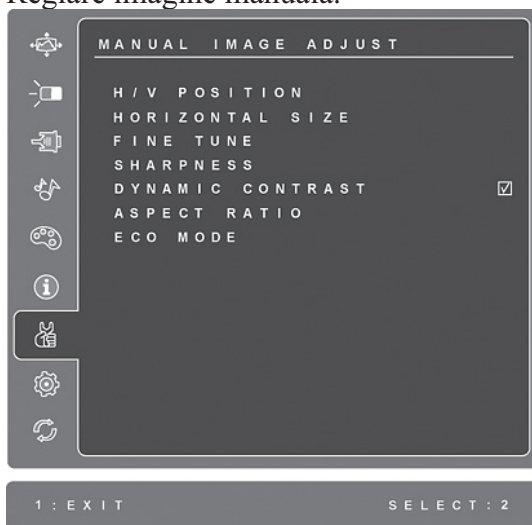 Reglare imagine manuală.
MANUAL IMAGE ADJUST
H/V POSITION
HORIZONTAL SIZE
FINE TUNE
SHARPNESS
DYNAMIC CONTRAST ☑
ASPECT RATIO
ECO MODE
1:EXIT SELECT:2